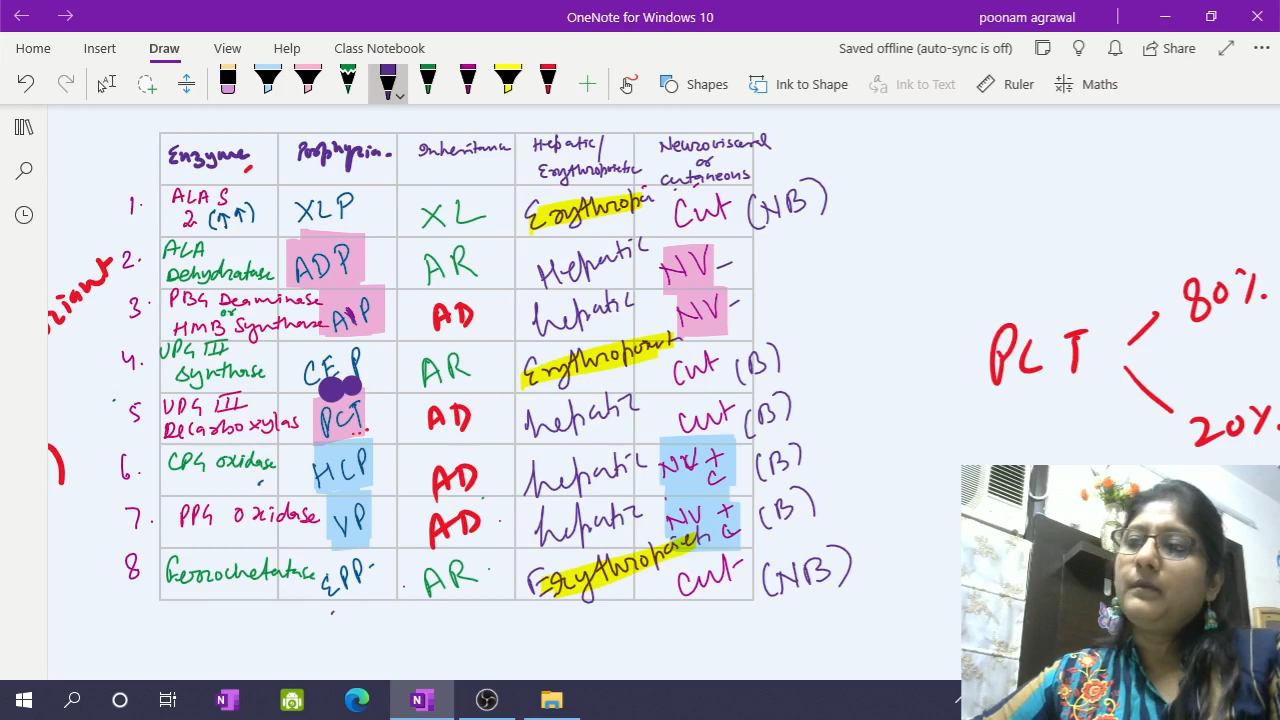 OneNote for Windows 10
poonam agrawal
Home Insert Draw View Help Class Notebook
Saved offline (auto-sync is off)
Share
Shapes Ink to Shape Ink to Text Ruler Maths
Enzyme Porphyria. Inheritance Hepatic/ Erythropoietic Neurovisceral or cutaneous
1. ALAS 2 (↑↑) XLP XL Erythropoi Cut (NB)
2. ALA Dehydratase ADP AR Hepatic NV -
3. PBG Deaminase or HMB Synthase AIP AD hepatic NV -
4. UPG III Synthase CEP AR Erythropoiet Cut (B)
5 UPG III Decarboxylas PCT AD hepatic Cut (B)
6. CPG oxidase HCP AD hepatic NV + C (B)
7. PPG oxidase VP AD hepatic NV + C (B)
8 Ferrochetatase EPP AR Erythropoieti Cut (NB)
PCT
80%.
20%.